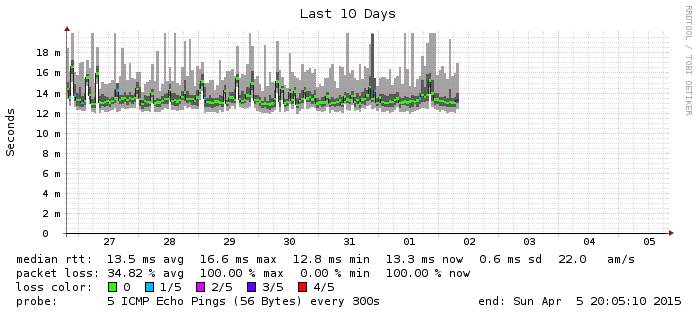 Last 10 Days
RRDTOOL / TOBI OETIKER
Seconds
18 m
16 m
14 m
12 m
10 m
8 m
6 m
4 m
2 m
0
27 28 29 30 31 01 02 03 04 05
median rtt: 13.5 ms avg 16.6 ms max 12.8 ms min 13.3 ms now 0.6 ms sd 22.0 am/s
packet loss: 34.82 % avg 100.00 % max 0.00 % min 100.00 % now
loss color: 0 1/5 2/5 3/5 4/5
probe: 5 ICMP Echo Pings (56 Bytes) every 300s end: Sun Apr 5 20:05:10 2015